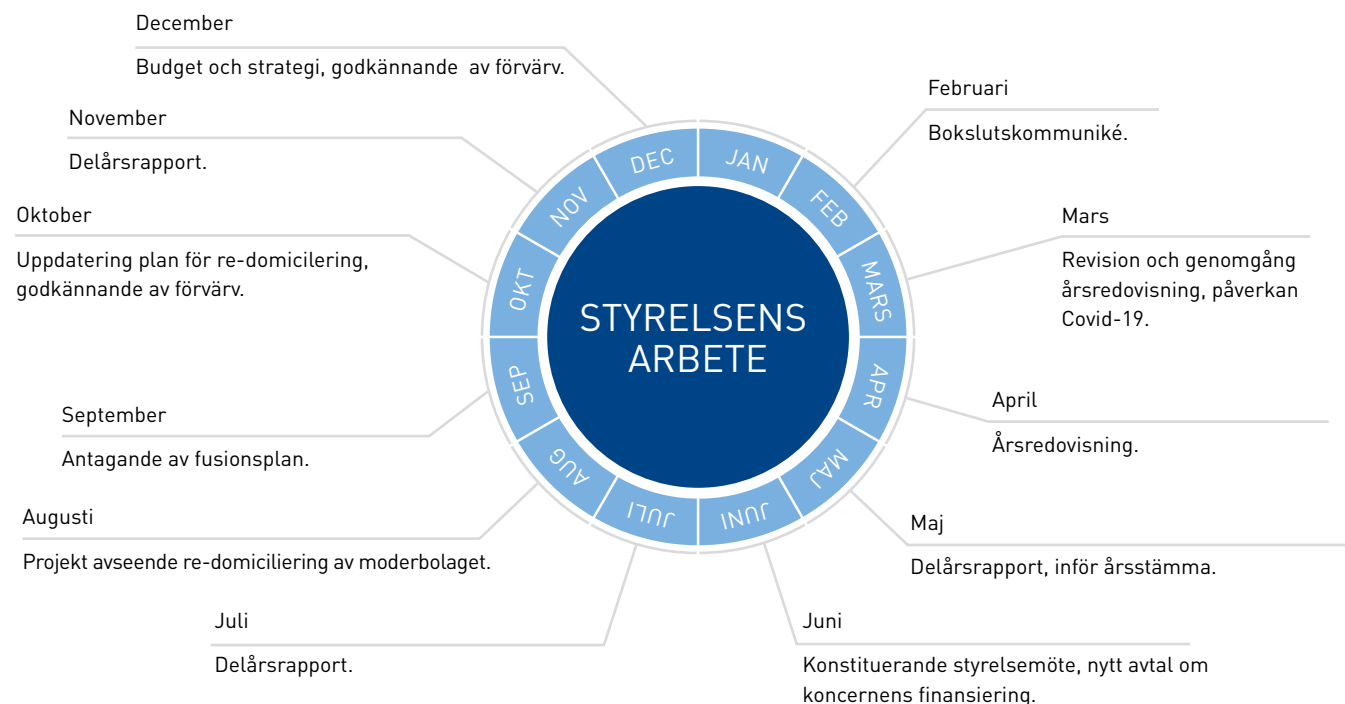 December
Budget och strategi, godkännande av förvärv.
November
Delårsrapport.
Oktober
Uppdatering plan för re-domicilering,
godkännande av förvärv.
September
Antagande av fusionsplan.
Augusti
Projekt avseende re-domiciliering av moderbolaget.
Juli
Delårsrapport.
Februari
Bokslutskommuniké.
Mars
Revision och genomgång
årsredovisning, påverkan
Covid-19.
April
Årsredovisning.
Maj
Delårsrapport, inför årsstämma.
Juni
Konstituerande styrelsemöte, nytt avtal om
koncernens finansiering.
JAN
FEB
MARS
APR
MAJ
JUNI
JULI
AUG
SEP
OKT
NOV
DEC
STYRELSENS
ARBETE